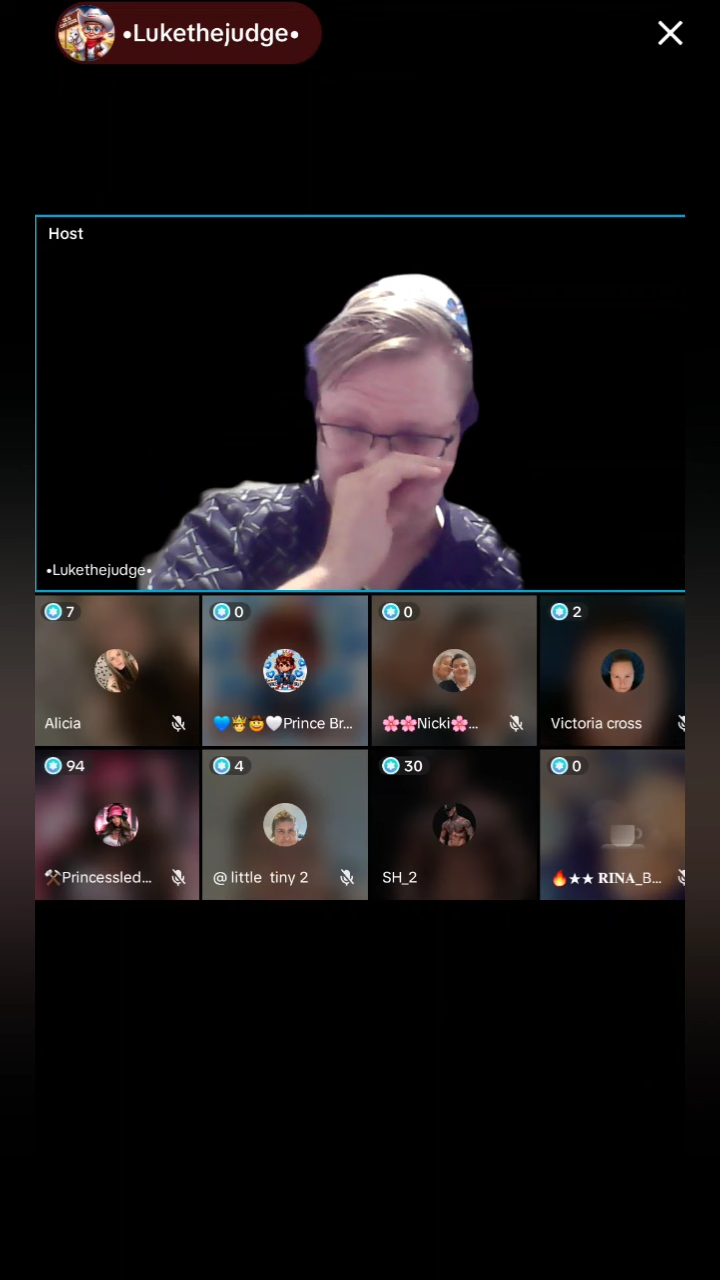 •Lukethejudge•
Host
•Lukethejudge•
7
0
0
2
Alicia
💙🤴🤠🤍Prince Br...
🌸🌸Nicki🌸...
Victoria cross
94
4
30
0
⚒️Princessled...
@ little tiny 2
SH_2
🔥★★ 𝐑𝐈𝐍𝐀_B...